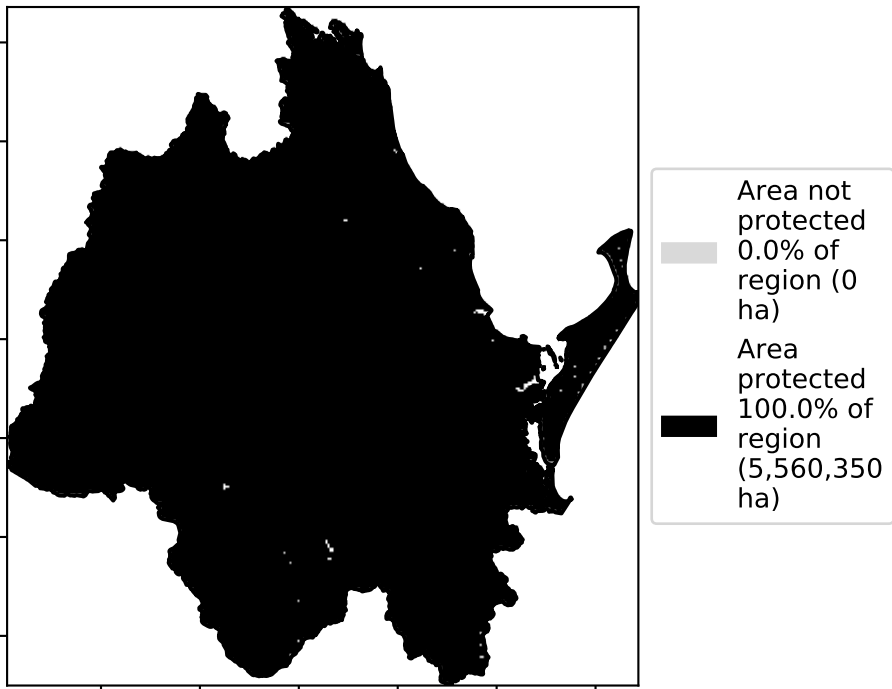 Area not
protected
0.0% of
region (0
ha)
Area
protected
100.0% of
region
(5,560,350
ha)